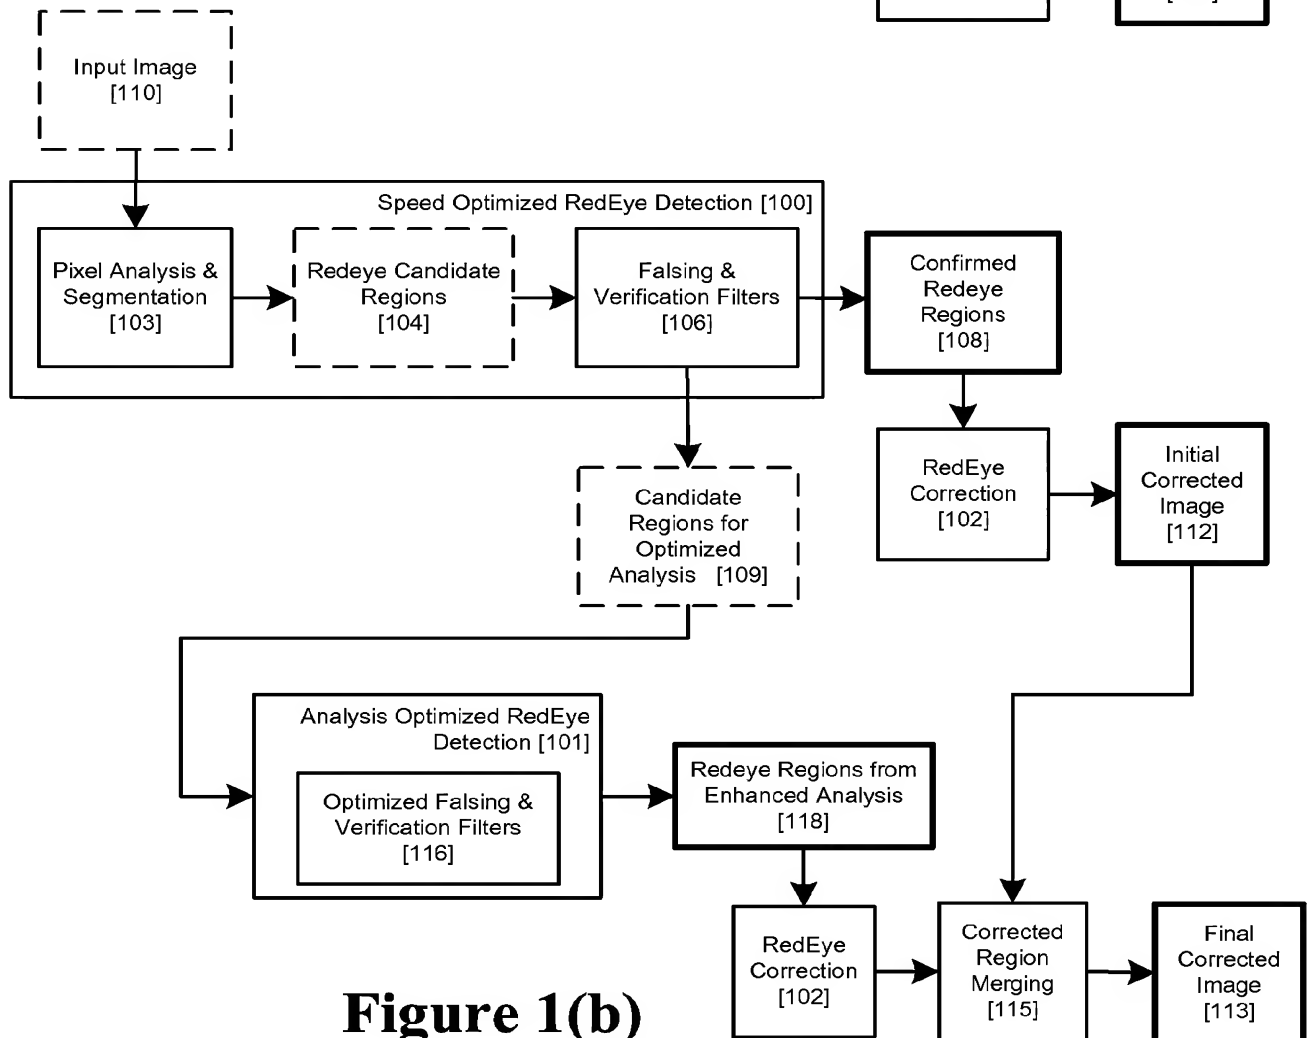 Input Image
[110]
Speed Optimized RedEye Detection [100]
Pixel Analysis &
Segmentation
[103]
Redeye Candidate
Regions
[104]
Falsing &
Verification Filters
[106]
Confirmed
Redeye
Regions
[108]
RedEye
Correction
[102]
Initial
Corrected
Image
[112]
Candidate
Regions for
Optimized
Analysis [109]
Analysis Optimized RedEye
Detection [101]
Optimized Falsing &
Verification Filters
[116]
Redeye Regions from
Enhanced Analysis
[118]
RedEye
Correction
[102]
Corrected
Region
Merging
[115]
Final
Corrected
Image
[113]
Figure 1(b)